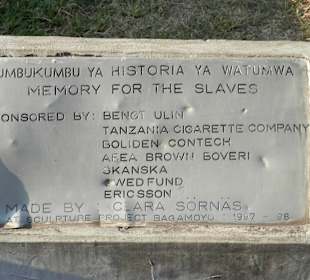 UMBUKUMBU YA HISTORIA YA WATUMWA
MEMORY FOR THE SLAVES
ONSORED BY: BENGT ULIN
TANZANIA CIGARETTE COMPANY
BOLIDEN CONTECH
ASEA BROWN BOVERI
SKANSKA
SWEDFUND
ERICSSON
MADE BY : CLARA SÖRNÄS
AT SCULPTURE PROJECT BAGAMOYO : 1997 - 98